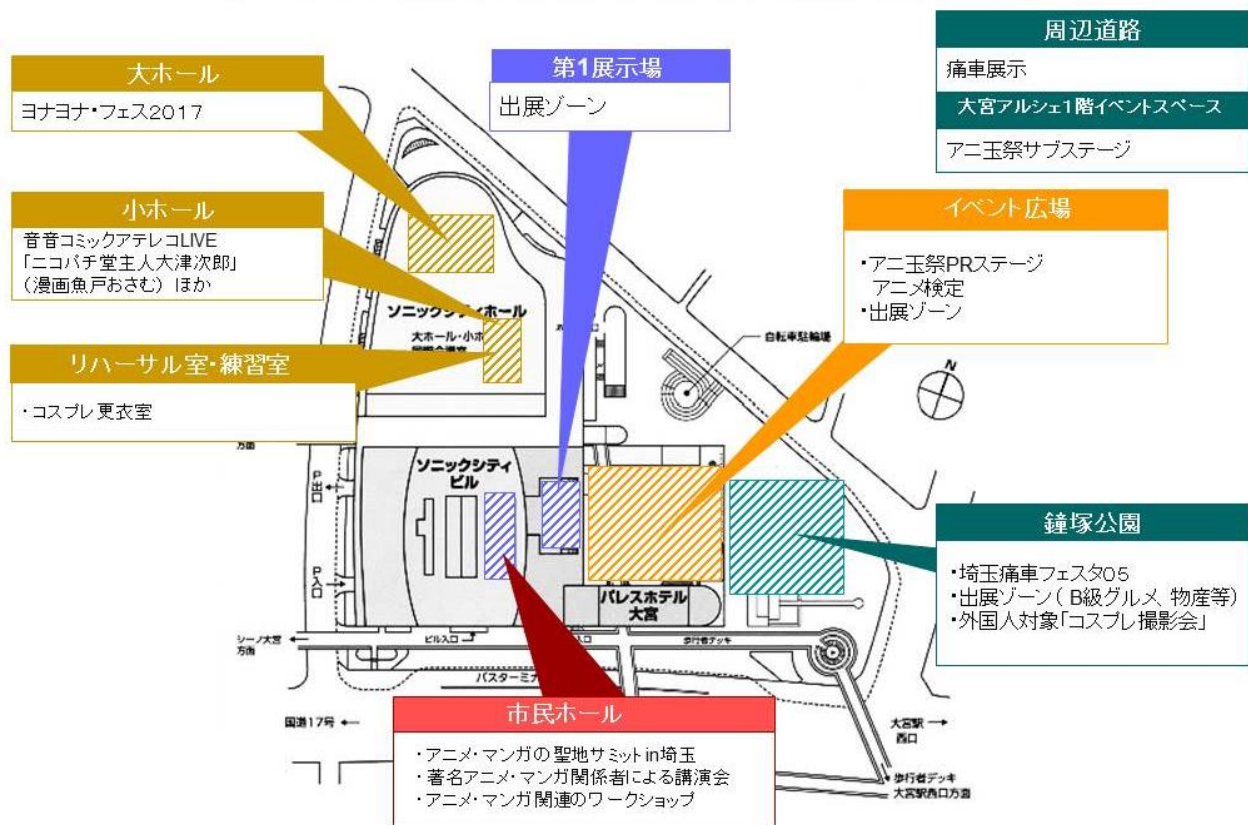 大ホール
ヨナヨナ・フェス2017
第1展示場
出展ゾーン
周辺道路
痛車展示
大宮アルシェ1階イベントスペース
アニ玉祭サブステージ
小ホール
音音コミックアテレコLIVE
「ニコバチ堂主人大津次郎」
(漫画魚戸おさむ) ほか
イベント広場
・アニ玉祭PRステージ
アニメ検定
・出展ゾーン
リハーサル室・練習室
・コスプレ更衣室
ソニックシティホール
大ホール・小ホ
自転車駐輪場
N
方面
P出口
P入口
ソニックシティ
ビル
パレスホテル
大宮
鐘塚公園
・埼玉痛車フェスタ05
・出展ゾーン(B級グルメ、物産等)
・外国人対象「コスプレ撮影会」
シーノ大宮
方面
ビル入口
歩行者デッキ
バスターミナ
国道17号
市民ホール
・アニメ・マンガの聖地サミットin埼玉
・著名アニメ・マンガ関係者による講演会
・アニメ・マンガ関連のワークショップ
大宮駅
西口
歩行者デッキ
大宮駅西口方面